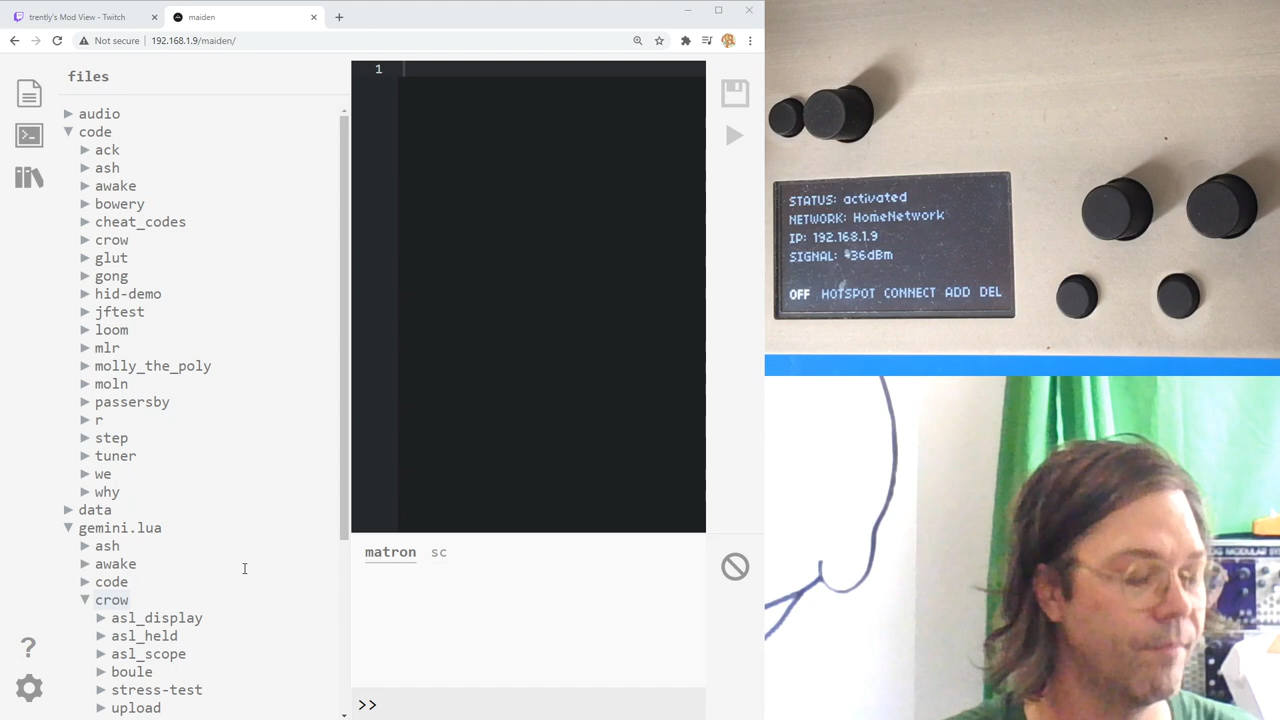 trently's Mod View - Twitch
maiden
Not secure
192.168.1.9/maiden/
files
audio
code
ack
ash
awake
bowery
cheat_codes
crow
glut
gong
hid-demo
jftest
loom
mlr
molly_the_poly
moln
passersby
r
step
tuner
we
why
data
gemini.lua
ash
awake
code
crow
asl_display
asl_held
asl_scope
boule
stress-test
upload
?
1
matron sc
>>
STATUS: activated
NETWORK: HomeNetwork
IP: 192.168.1.9
SIGNAL: -36dBm
OFF HOTSPOT CONNECT ADD DEL